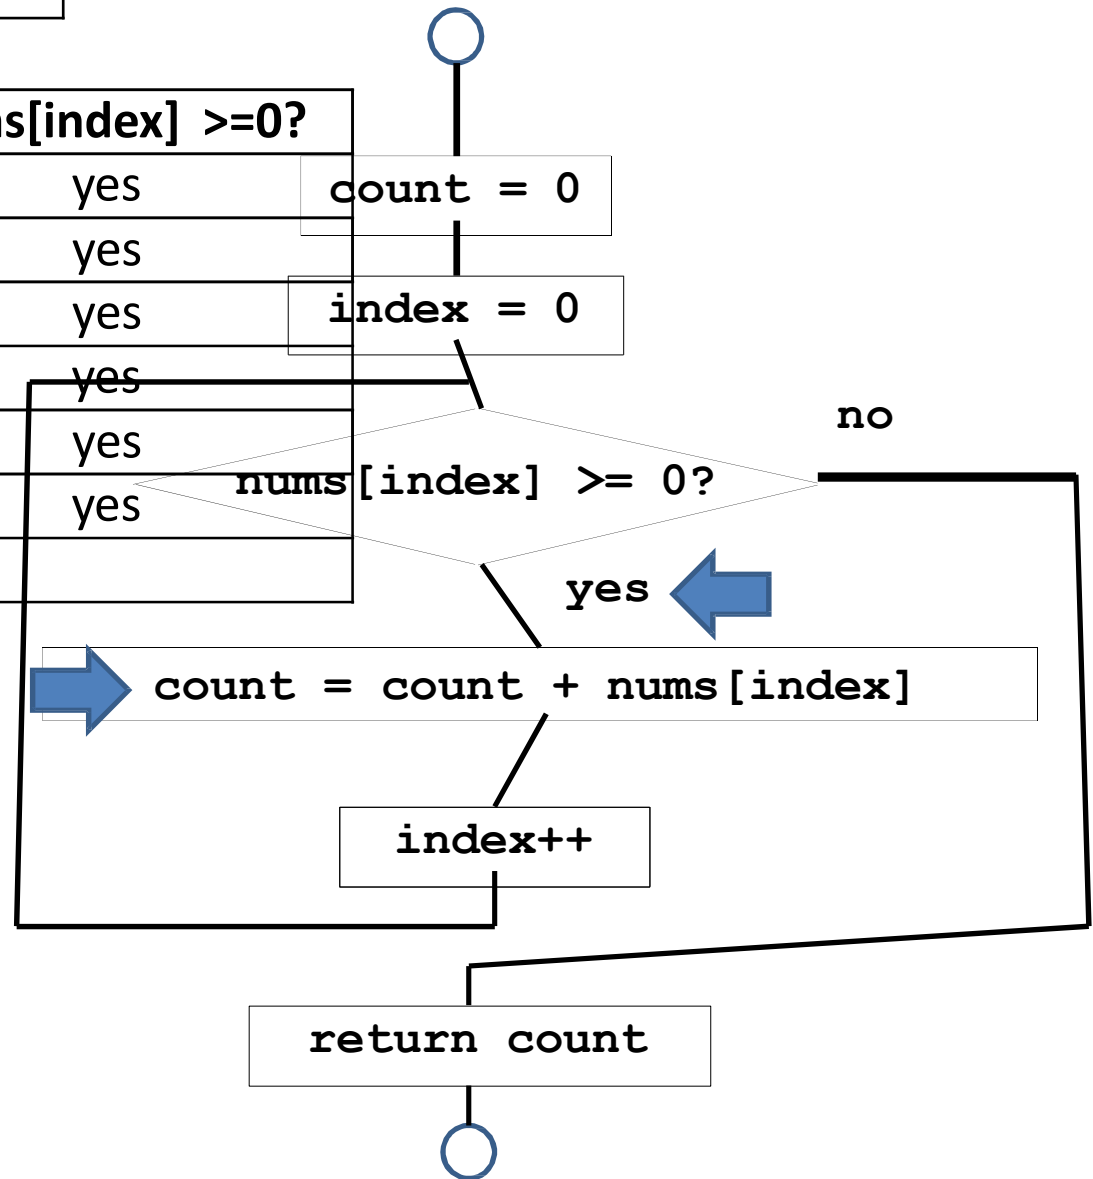 s[index] >=0?
yes
yes
yes
yes
yes
yes
count = 0
index = 0
nums[index] >= 0?
no
yes
count = count + nums[index]
index++
return count